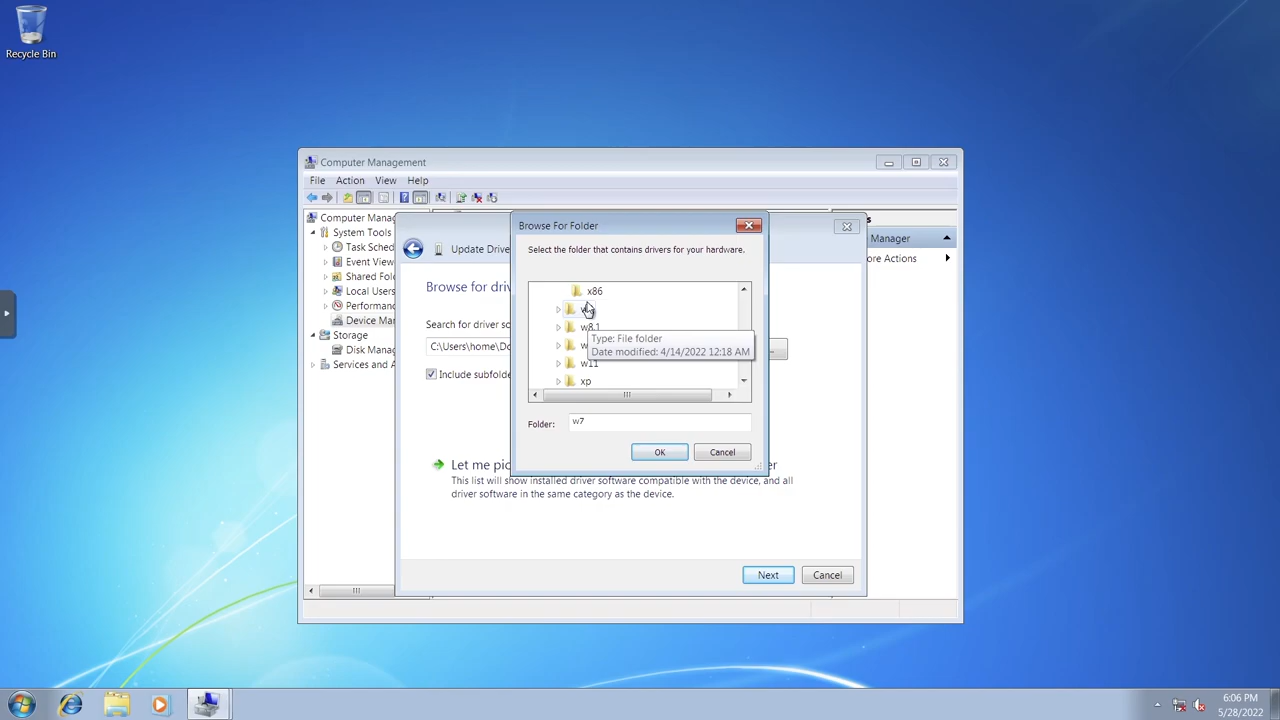 Recycle Bin
Computer Management
File Action View Help
Computer Mana
System Tools
Task Sched
Event View
Shared Fol
Local Users
Performanc
Device Man
Storage
Disk Manag
Services and A
Manager
ore Actions
Update Drive
Browse for driv
Search for driver so
C:\Users\home\Do
Include subfolde
Let me pic
This list will show installed driver software compatible with the device, and all
driver software in the same category as the device.
Next
Cancel
Browse For Folder
Select the folder that contains drivers for your hardware.
x86
w8.1
w11
xp
Type: File folder
Date modified: 4/14/2022 12:18 AM
Folder:
w7
OK
Cancel
6:06 PM
5/28/2022